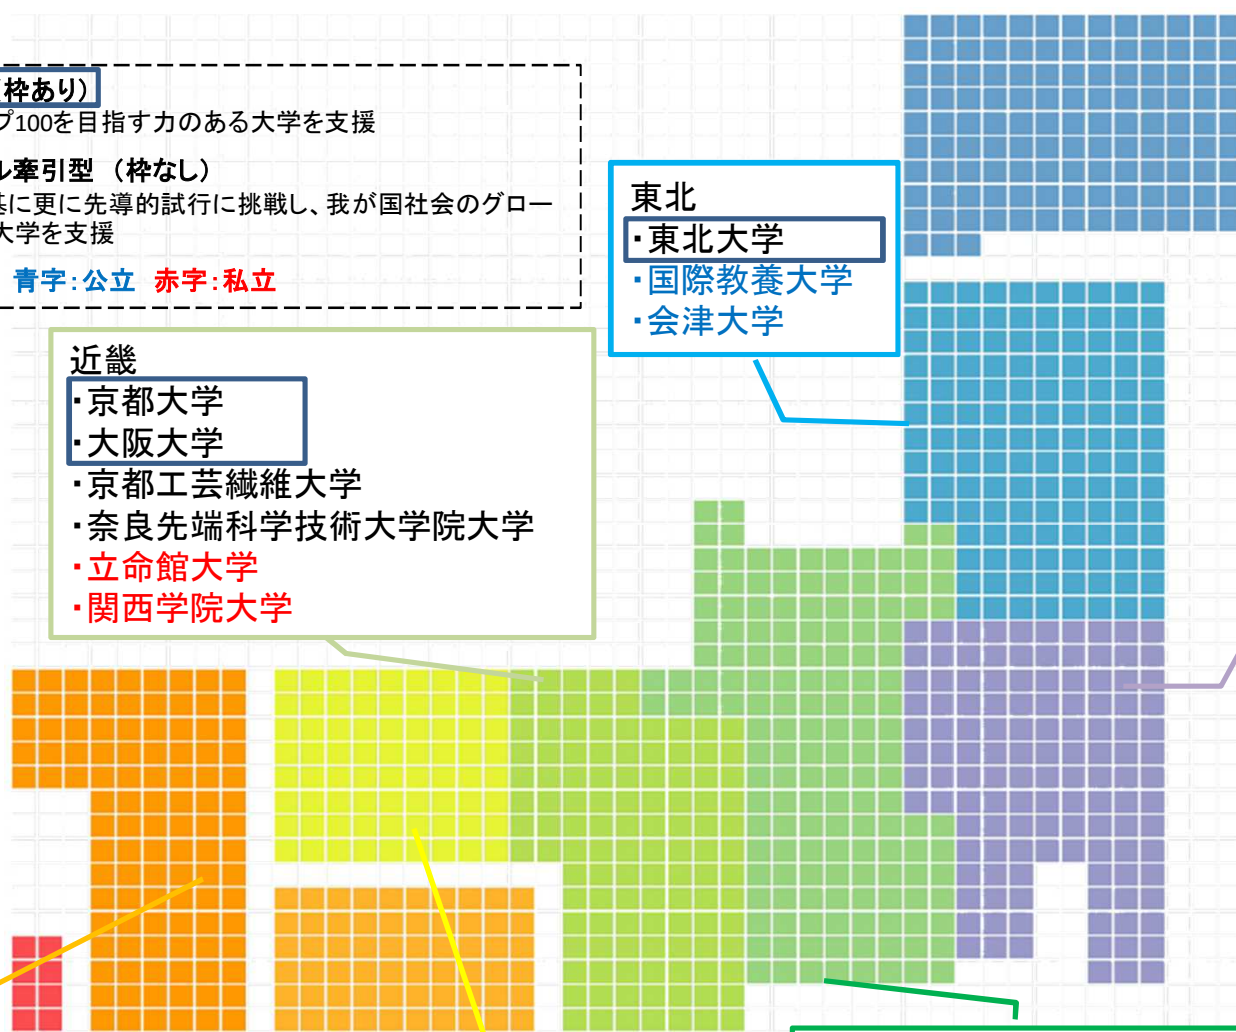 枠あり）
プ100を目指す力のある大学を支援
ル牽引型 （枠なし）
基に更に先導的試行に挑戦し、我が国社会のグロー
大学を支援
青字：公立 赤字：私立
東北
・東北大学
・国際教養大学
・会津大学
近畿
・京都大学
・大阪大学
・京都工芸繊維大学
・奈良先端科学技術大学院大学
・立命館大学
・関西学院大学